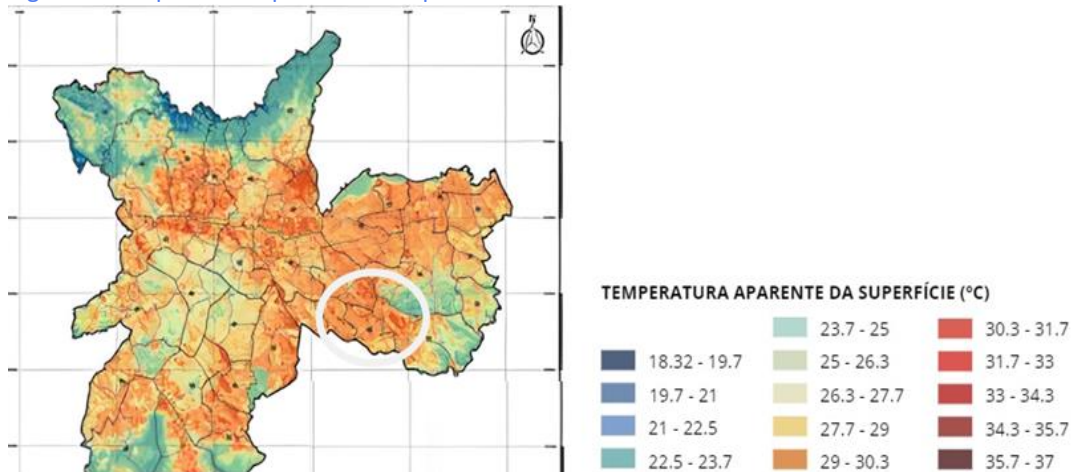 N
TEMPERATURA APARENTE DA SUPERFÍCIE (ºC)
18.32 - 19.7
19.7 - 21
21 - 22.5
22.5 - 23.7
23.7 - 25
25 - 26.3
26.3 - 27.7
27.7 - 29
29 - 30.3
30.3 - 31.7
31.7 - 33
33 - 34.3
34.3 - 35.7
35.7 - 37